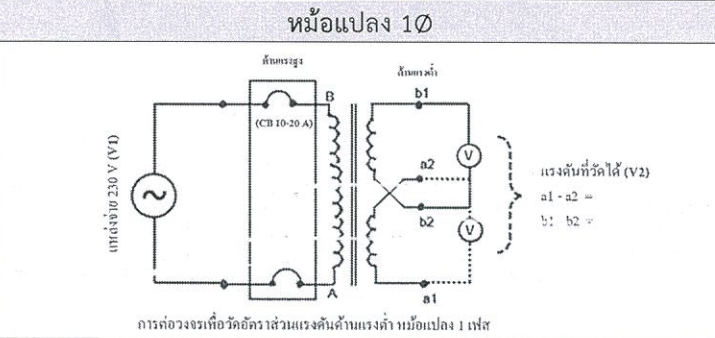 หม้อแปลง 1Ø
ด้านแรงสูง
ด้านแรงต่ำ
B
b1
(CB 10-20 A)
V
a2
แรงดันที่วัดได้ (V2)
แหล่งจ่าย 230 V (V1)
a1 - a2 =
b2
V
b1 b2 =
A
a1
การต่อวงจรเพื่อวัดอัตราส่วนแรงดันด้านแรงต่ำ หม้อแปลง 1 เฟส